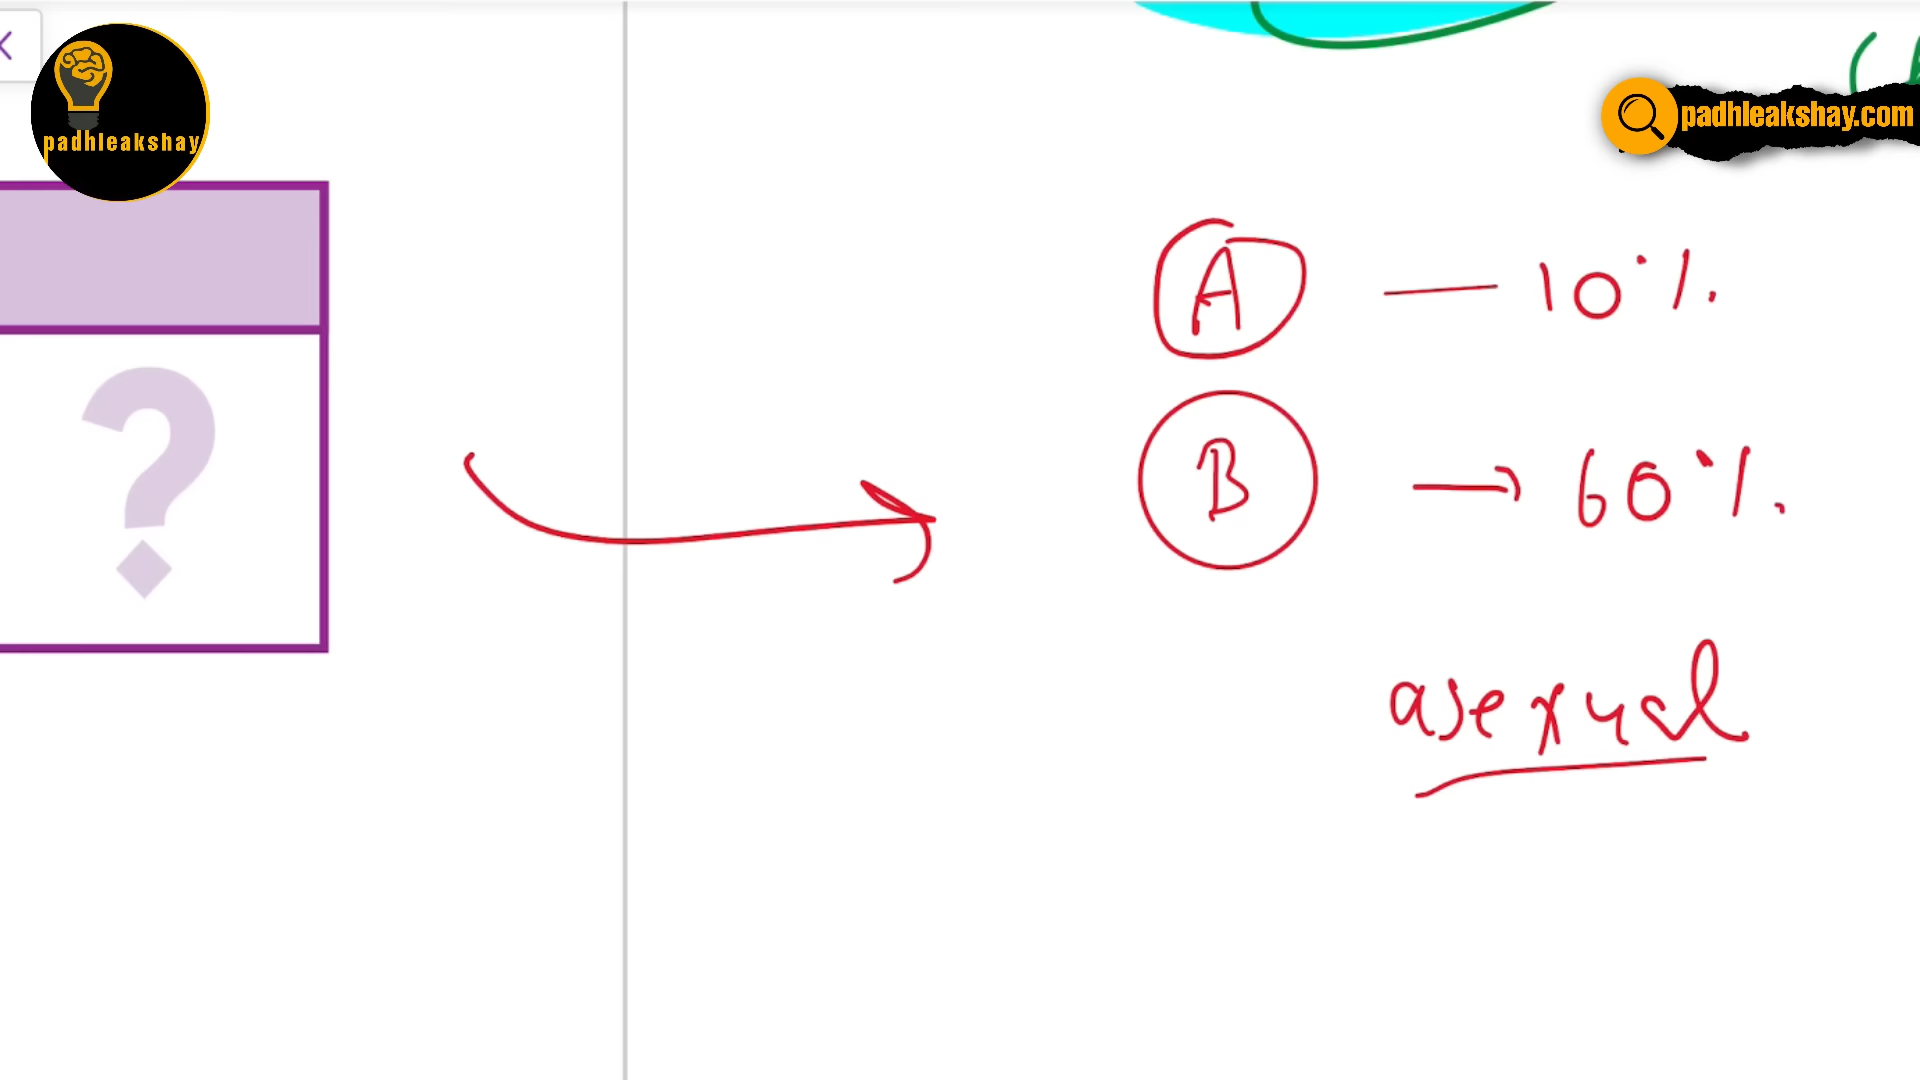 padhleakshay
padhleakshay.com
?
A — 10%.
B → 60%.
asexual